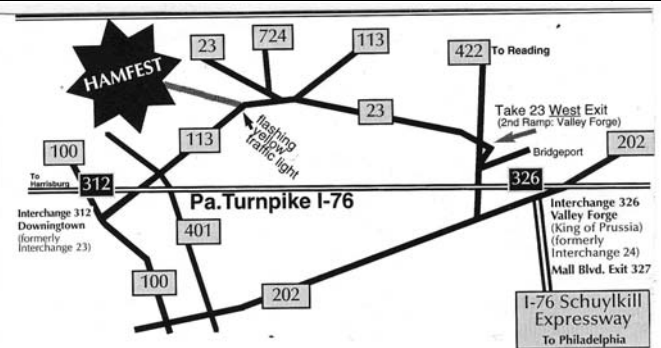 HAMFEST
23
724
113
422
To Reading
23
Take 23 West Exit
(2nd Ramp: Valley Forge)
flashing
yellow
traffic light
113
Bridgeport
202
100
To
Harrisburg
312
326
Pa.Turnpike I-76
Interchange 312
Downingtown
(formerly
Interchange 23)
401
Interchange 326
Valley Forge
(King of Prussia)
(formerly
Interchange 24)
Mall Blvd. Exit 327
100
202
I-76 Schuylkill
Expressway
To Philadelphia